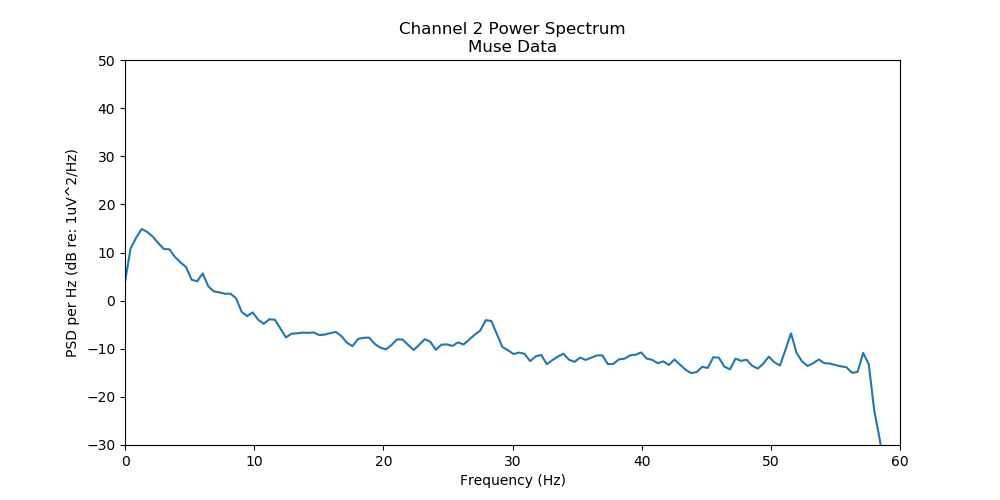 Channel 2 Power Spectrum
Muse Data
50
40
30
20
10
0
−10
−20
−30
PSD per Hz (dB re: 1uV^2/Hz)
0 10 20 30 40 50 60
Frequency (Hz)